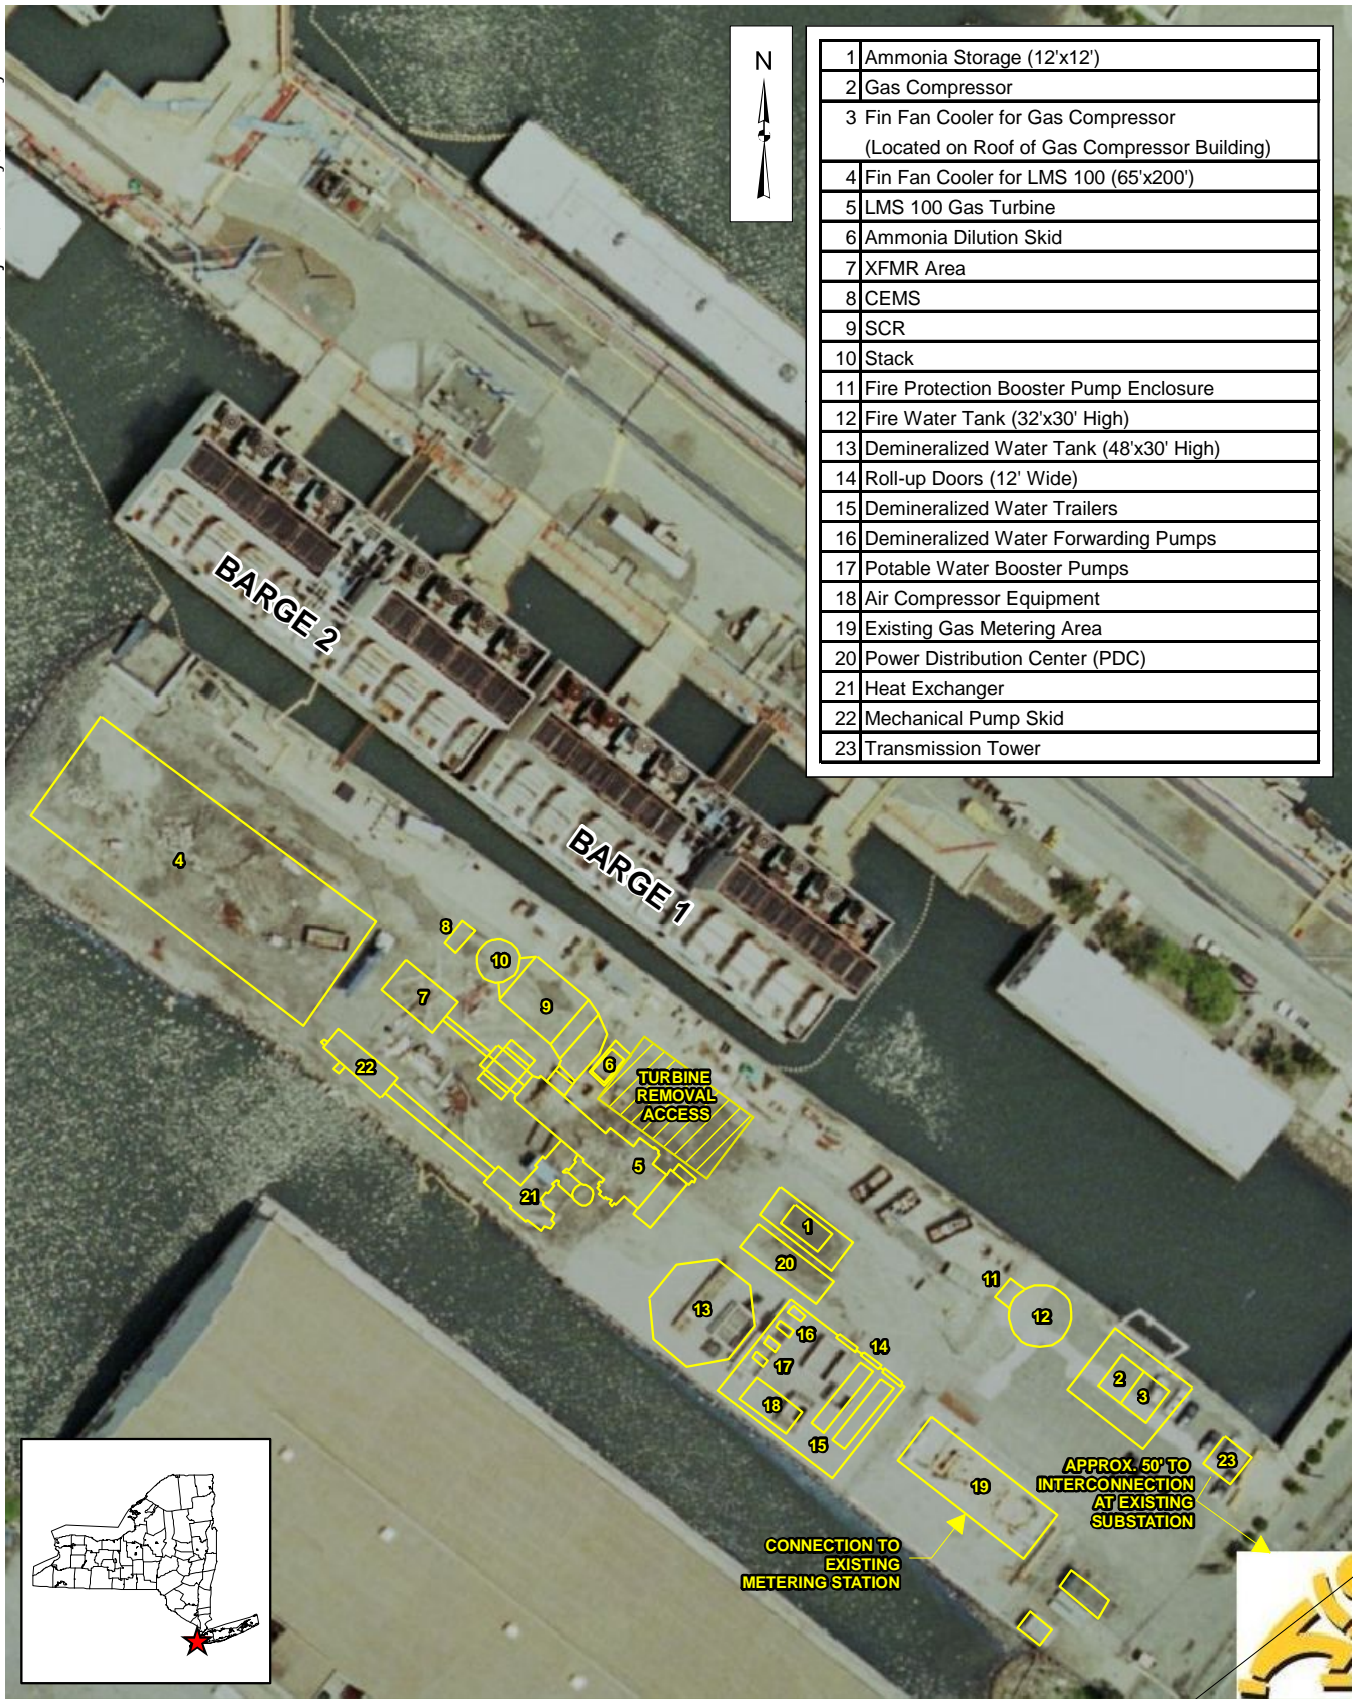 N
1 Ammonia Storage (12'x12')
2 Gas Compressor
3 Fin Fan Cooler for Gas Compressor
(Located on Roof of Gas Compressor Building)
4 Fin Fan Cooler for LMS 100 (65'x200')
5 LMS 100 Gas Turbine
6 Ammonia Dilution Skid
7 XFMR Area
8 CEMS
9 SCR
10 Stack
11 Fire Protection Booster Pump Enclosure
12 Fire Water Tank (32'x30' High)
13 Demineralized Water Tank (48'x30' High)
14 Roll-up Doors (12' Wide)
15 Demineralized Water Trailers
16 Demineralized Water Forwarding Pumps
17 Potable Water Booster Pumps
18 Air Compressor Equipment
19 Existing Gas Metering Area
20 Power Distribution Center (PDC)
21 Heat Exchanger
22 Mechanical Pump Skid
23 Transmission Tower
BARGE 2
BARGE 1
4
8
10
7
9
22
6
TURBINE
REMOVAL
ACCESS
5
21
1
20
11
13
12
16
14
17
2
3
18
15
19
23
APPROX. 50' TO
INTERCONNECTION
AT EXISTING
SUBSTATION
CONNECTION TO
EXISTING
METERING STATION